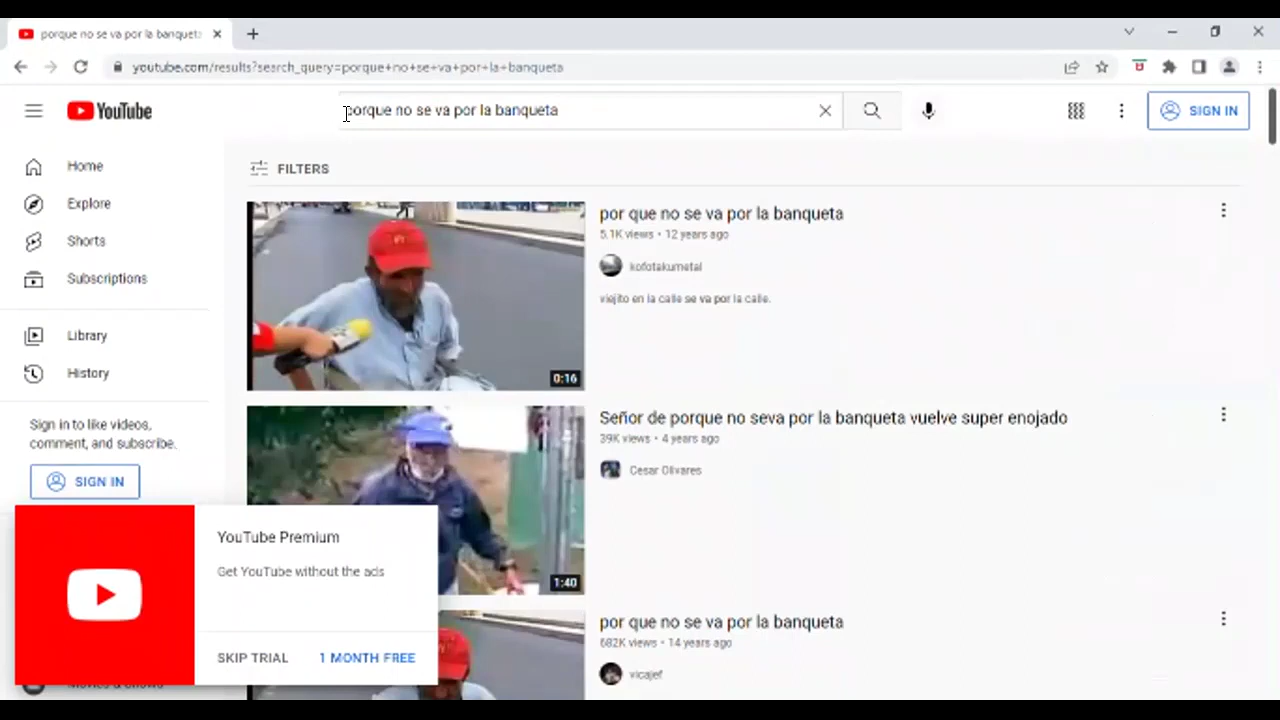 porque no se va por la banquet
youtube.com/results?search_query=porque+no+se+va+por+la+banqueta
YouTube
porque no se va por la banqueta
SIGN IN
Home
Explore
Shorts
Subscriptions
Library
History
Sign in to like videos,
comment, and subscribe.
SIGN IN
FILTERS
por que no se va por la banqueta
5.1K views • 12 years ago
kofotakumetal
viejito en la calle se va por la calle.
0:16
Señor de porque no seva por la banqueta vuelve super enojado
39K views • 4 years ago
Cesar Olivares
1:40
por que no se va por la banqueta
682K views • 14 years ago
vicajef
YouTube Premium
Get YouTube without the ads
SKIP TRIAL
1 MONTH FREE